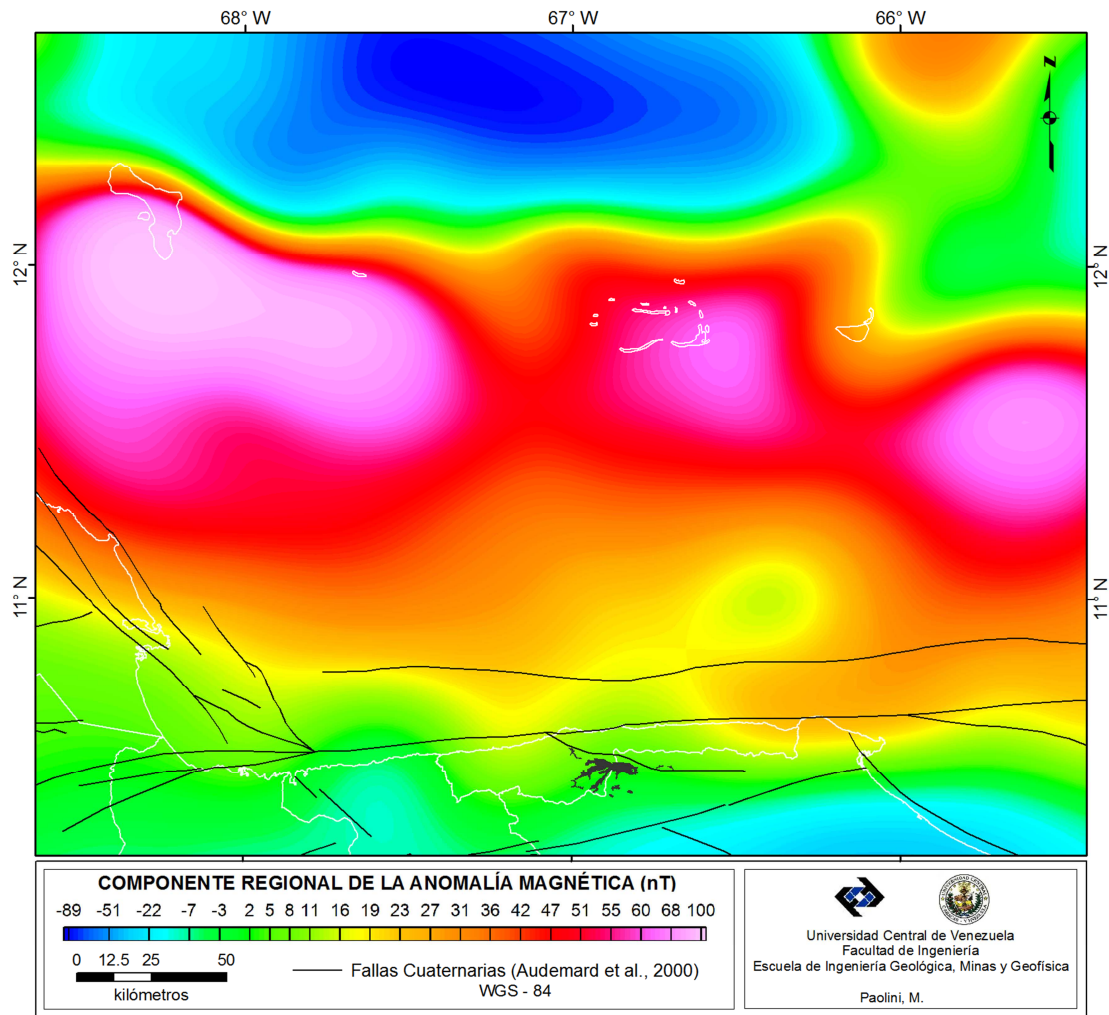 68° W 67° W 66° W
N
12° N 12° N
11° N 11° N
COMPONENTE REGIONAL DE LA ANOMALÍA MAGNÉTICA (nT)
-89 -51 -22 -7 -3 2 5 8 11 16 19 23 27 31 36 42 47 51 55 60 68 100
0 12.5 25 50
kilómetros
Fallas Cuaternarias (Audemard et al., 2000)
WGS - 84
Universidad Central de Venezuela
Facultad de Ingeniería
Escuela de Ingeniería Geológica, Minas y Geofísica
Paolini, M.